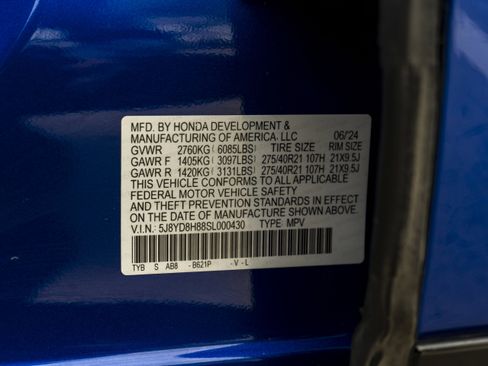 MFD. BY HONDA DEVELOPMENT &
MANUFACTURING OF AMERICA, LLC 06/'24
GVWR 2760KG( 6085LBS) TIRE SIZE RIM SIZE
GAWR F 1405KG( 3097LBS) 275/40R21 107H 21X9.5J
GAWR R 1420KG( 3131LBS) 275/40R21 107H 21X9.5J
THIS VEHICLE CONFORMS TO ALL APPLICABLE
FEDERAL MOTOR VEHICLE SAFETY
AND THEFT PREVENTION STANDARDS IN EFFECT
ON THE DATE OF MANUFACTURE SHOWN ABOVE.
V.I.N.: 5J8YD8H88SL000430 TYPE: MPV
TYB S AB8 - B621P - V - L